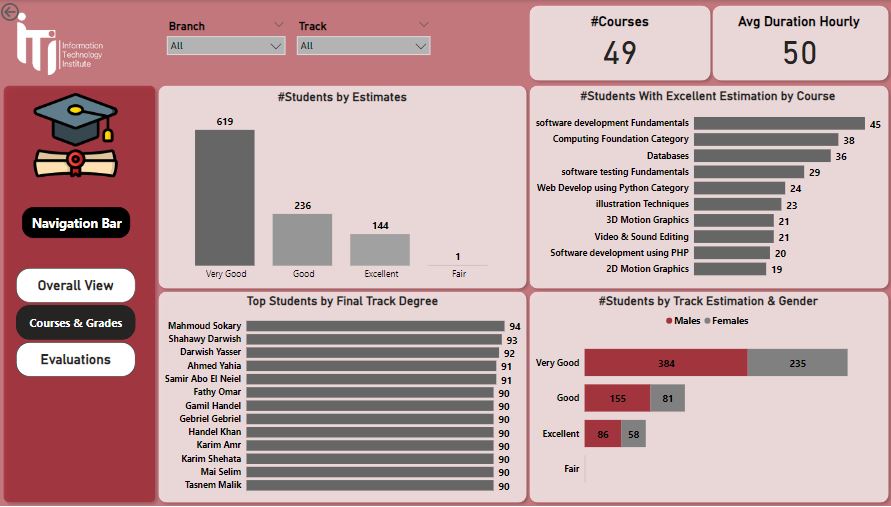 iTi
Information
Technology
Institute
Branch
All
Track
All
#Courses
49
Avg Duration Hourly
50
Navigation Bar
Overall View
Courses & Grades
Evaluations
#Students by Estimates
619
236
144
1
Very Good
Good
Excellent
Fair
#Students With Excellent Estimation by Course
software development Fundamentals 45
Computing Foundation Category 38
Databases 36
software testing Fundamentals 29
Web Develop using Python Category 24
illustration Techniques 23
3D Motion Graphics 21
Video & Sound Editing 21
Software development using PHP 20
2D Motion Graphics 19
Top Students by Final Track Degree
Mahmoud Sokary 94
Shahawy Darwish 93
Darwish Yasser 92
Ahmed Yahia 91
Samir Abo El Neiel 91
Fathy Omar 90
Gamil Handel 90
Gebriel Gebriel 90
Handel Khan 90
Karim Amr 90
Karim Shehata 90
Mai Selim 90
Tasnem Malik 90
#Students by Track Estimation & Gender
Males Females
Very Good 384 235
Good 155 81
Excellent 86 58
Fair